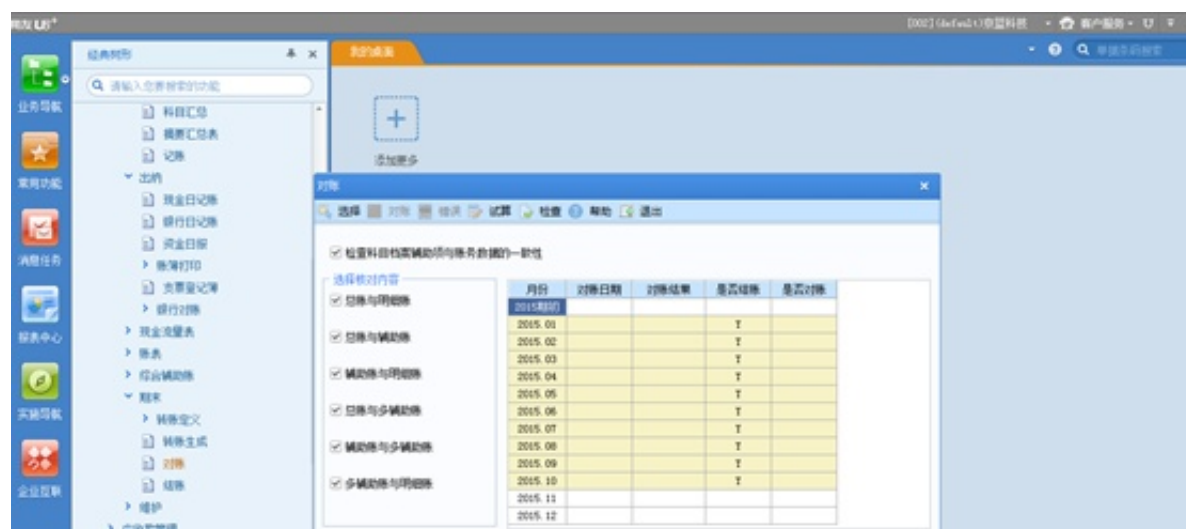 用友 U8+
[002](default)京盟科技
客户服务
U
经典树形
我的桌面
单据条码搜索
请输入您要搜索的功能
业务导航
常用功能
消息任务
报表中心
实施导航
企业互联
科目汇总
摘要汇总表
记账
出纳
现金日记账
银行日记账
资金日报
账簿打印
支票登记簿
银行对账
现金流量表
账表
综合辅助账
期末
转账定义
转账生成
对账
结账
维护
添加更多
对账
选择 对账 错误 试算 检查 帮助 退出
检查科目档案辅助项与账务数据的一致性
选择核对内容
总账与明细账
总账与辅助账
辅助账与明细账
总账与多辅助账
辅助账与多辅助账
多辅助账与明细账
月份 对账日期 对账结果 是否结账 是否对账
2015期初
2015.01 Y
2015.02 Y
2015.03 Y
2015.04 Y
2015.05 Y
2015.06 Y
2015.07 Y
2015.08 Y
2015.09 Y
2015.10 Y
2015.11
2015.12